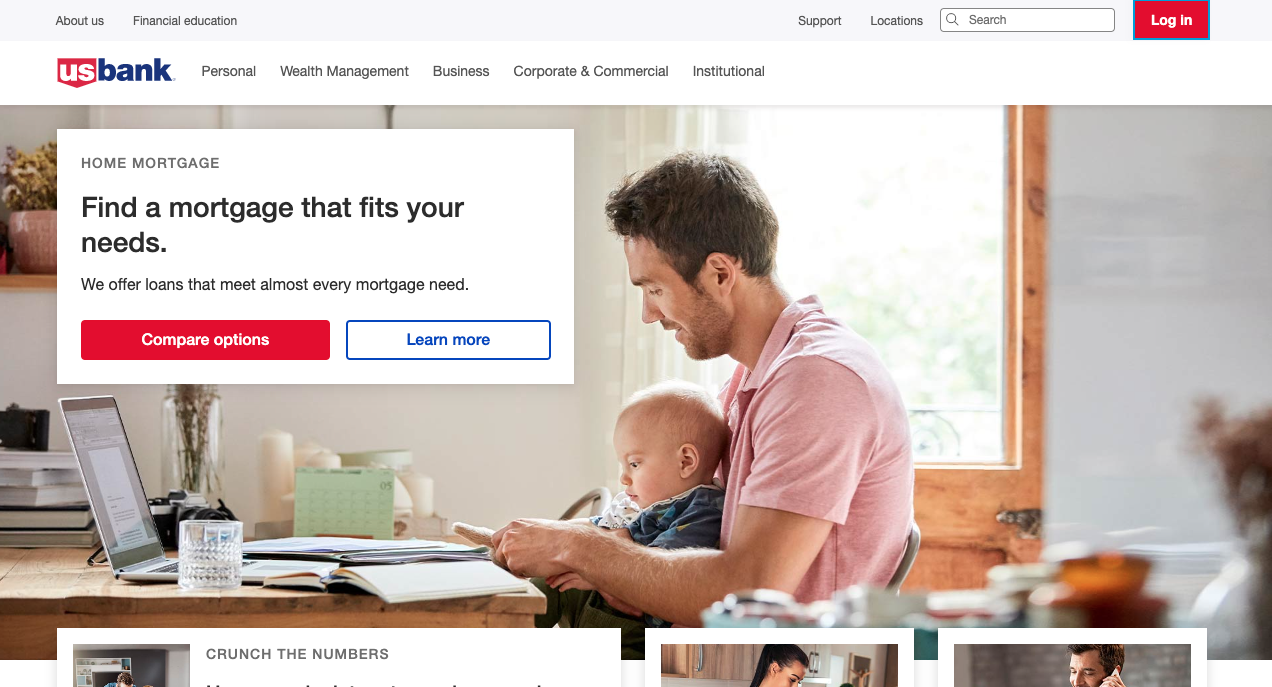 About us
Financial education
Support
Locations
Search
Log in
usbank
Personal
Wealth Management
Business
Corporate & Commercial
Institutional
HOME MORTGAGE
Find a mortgage that fits your
needs.
We offer loans that meet almost every mortgage need.
Compare options
Learn more
05
CRUNCH THE NUMBERS